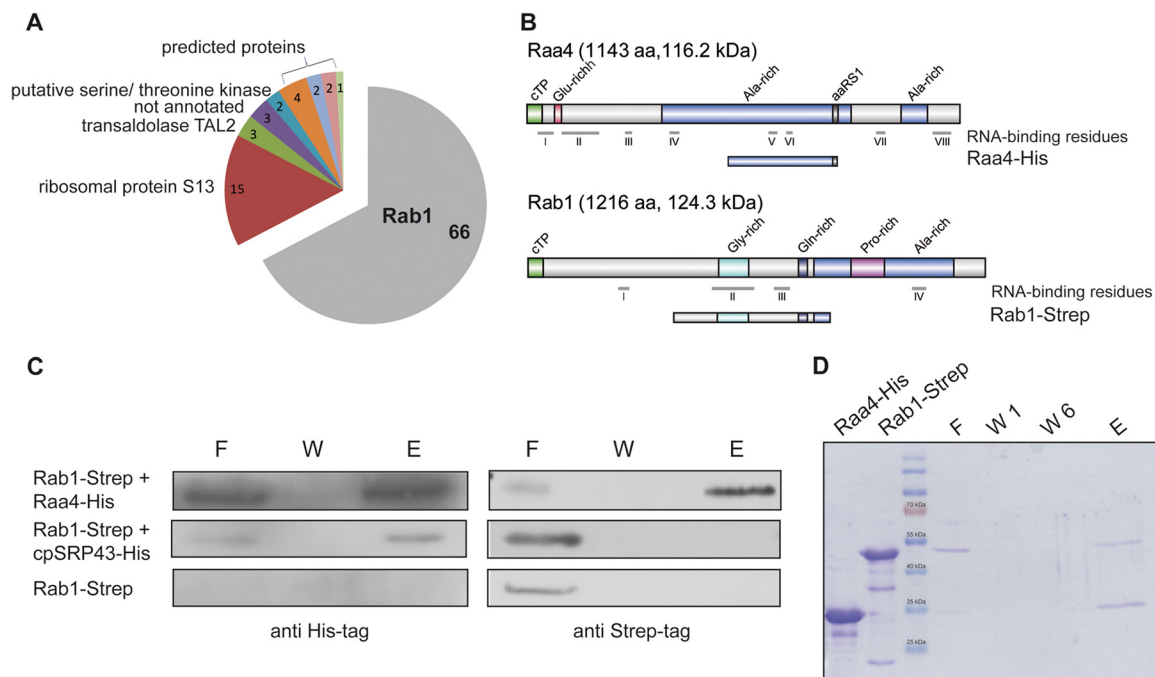 A
predicted proteins
putative serine/ threonine kinase
not annotated
transaldolase TAL2
ribosomal protein S13
15
3
3
2
4
2
2
1
Rab1
66
B
Raa4 (1143 aa,116.2 kDa)
cTP
Glu-richh
Ala-rich
aaRS1
Ala-rich
I
II
III
IV
V
VI
VII
VIII
RNA-binding residues
Raa4-His
Rab1 (1216 aa, 124.3 kDa)
cTP
Gly-rich
Gln-rich
Pro-rich
Ala-rich
I
II
III
IV
RNA-binding residues
Rab1-Strep
C
F
W
E
F
W
E
Rab1-Strep +
Raa4-His
Rab1-Strep +
cpSRP43-His
Rab1-Strep
anti His-tag
anti Strep-tag
D
Raa4-His
Rab1-Strep
F
W 1
W 6
E
70 kDa
55 kDa
40 kDa
35 kDa
25 kDa